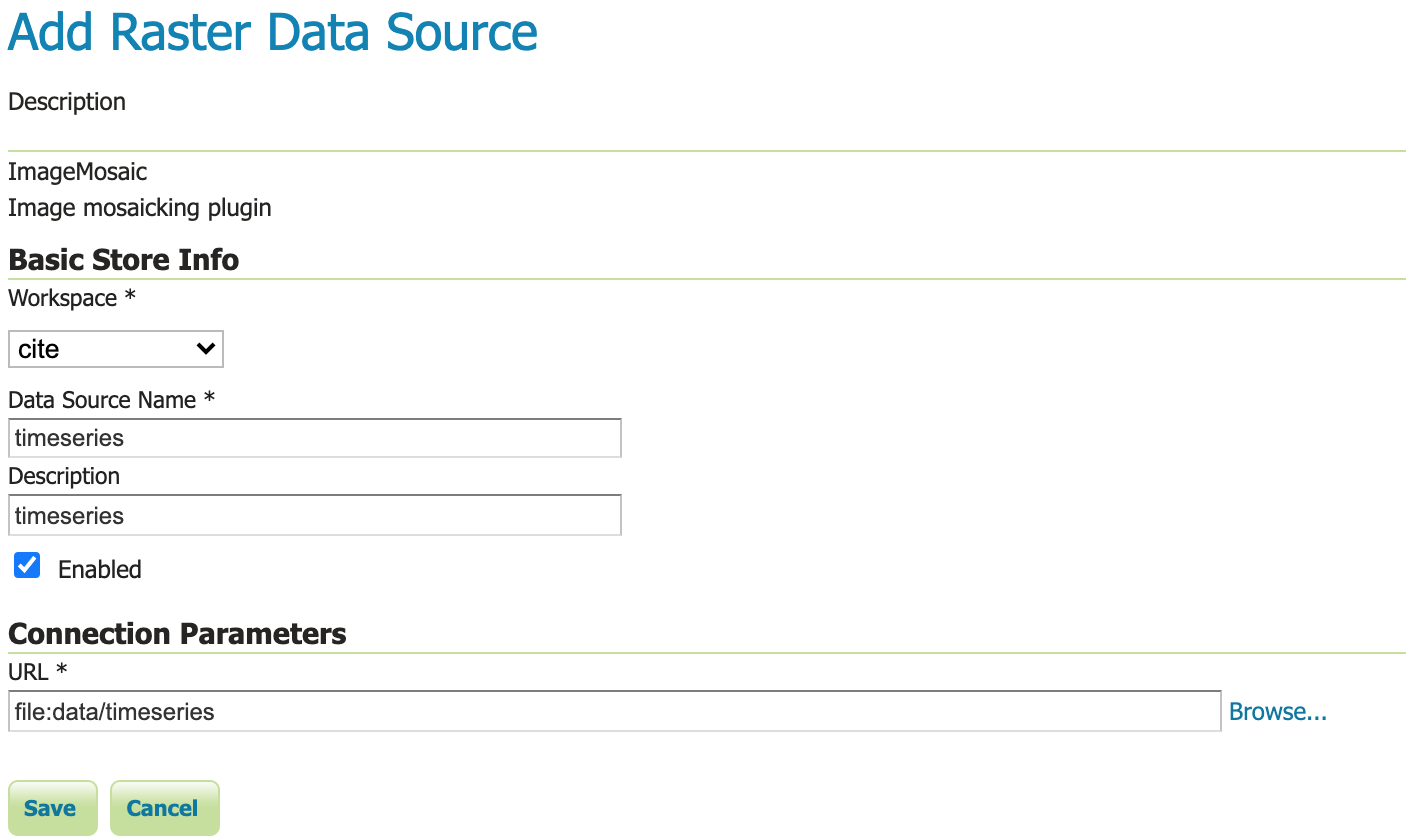 Add Raster Data Source
Description
ImageMosaic
Image mosaicking plugin
Basic Store Info
Workspace *
cite
Data Source Name *
timeseries
Description
timeseries
Enabled
Connection Parameters
URL *
file:data/timeseries Browse...
Save Cancel